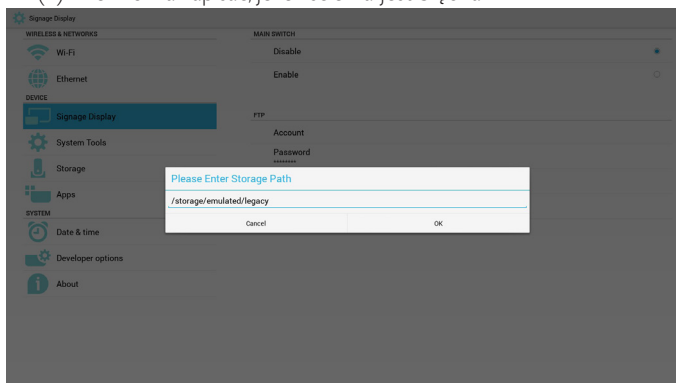 Signage Display
WIRELESS & NETWORKS
Wi-Fi
Ethernet
DEVICE
Signage Display
System Tools
Storage
Apps
SYSTEM
Date & time
Developer options
About
MAIN SWITCH
Disable
Enable
FTP
Account
Password
********
Please Enter Storage Path
/storage/emulated/legacy
Cancel
OK